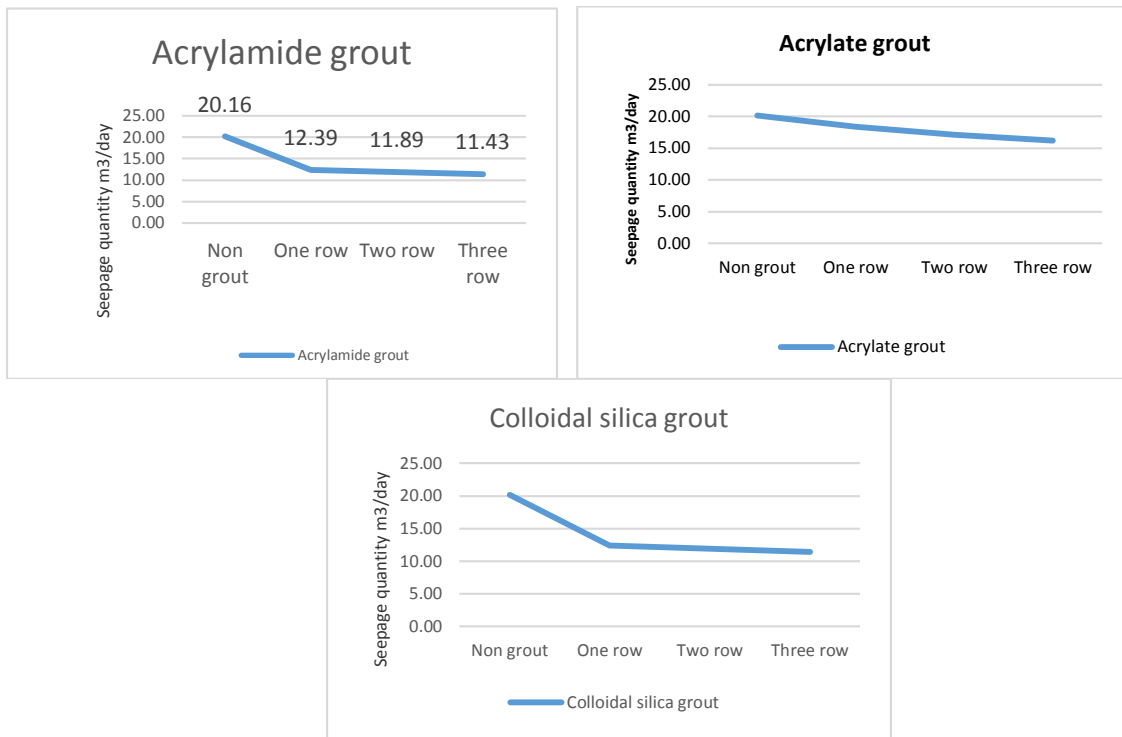 Acrylamide grout
Seepage quantity m3/day
25.00
20.00
15.00
10.00
5.00
0.00
20.16
12.39
11.89
11.43
Non grout
One row
Two row
Three row
Acrylamide grout
Acrylate grout
Seepage quantity m3/day
25.00
20.00
15.00
10.00
5.00
0.00
Non grout
One row
Two row
Three row
Acrylate grout
Colloidal silica grout
Seepage quantity m3/day
25.00
20.00
15.00
10.00
5.00
0.00
Non grout
One row
Two row
Three row
Colloidal silica grout